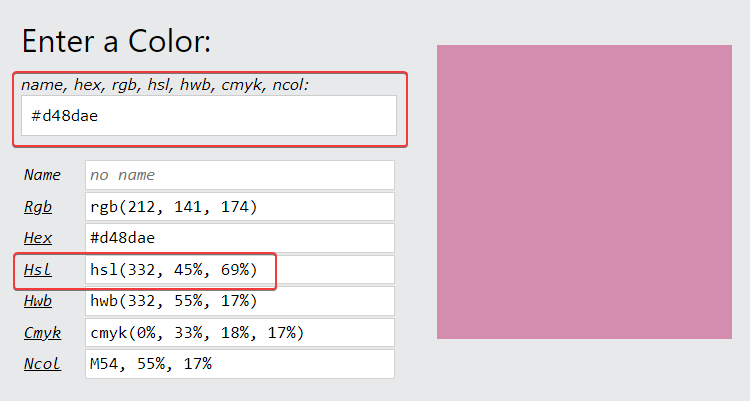 Enter a Color:
name, hex, rgb, hsl, hwb, cmyk, ncol:
#d48dae
Name no name
Rgb rgb(212, 141, 174)
Hex #d48dae
Hsl hsl(332, 45%, 69%)
Hwb hwb(332, 55%, 17%)
Cmyk cmyk(0%, 33%, 18%, 17%)
Ncol M54, 55%, 17%